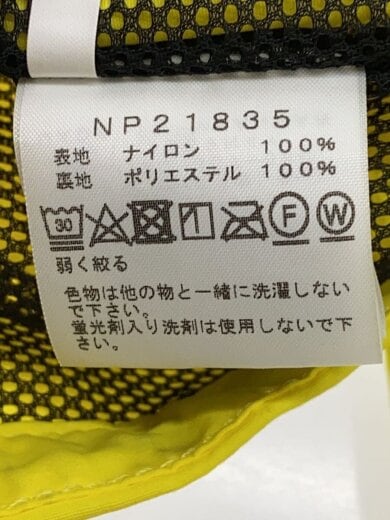 NP21835
表地 ナイロン 100%
裏地 ポリエステル 100%
30 F W
弱く絞る
色物は他の物と一緒に洗濯しない
で下さい。
蛍光剤入り洗剤は使用しないで下
さい。